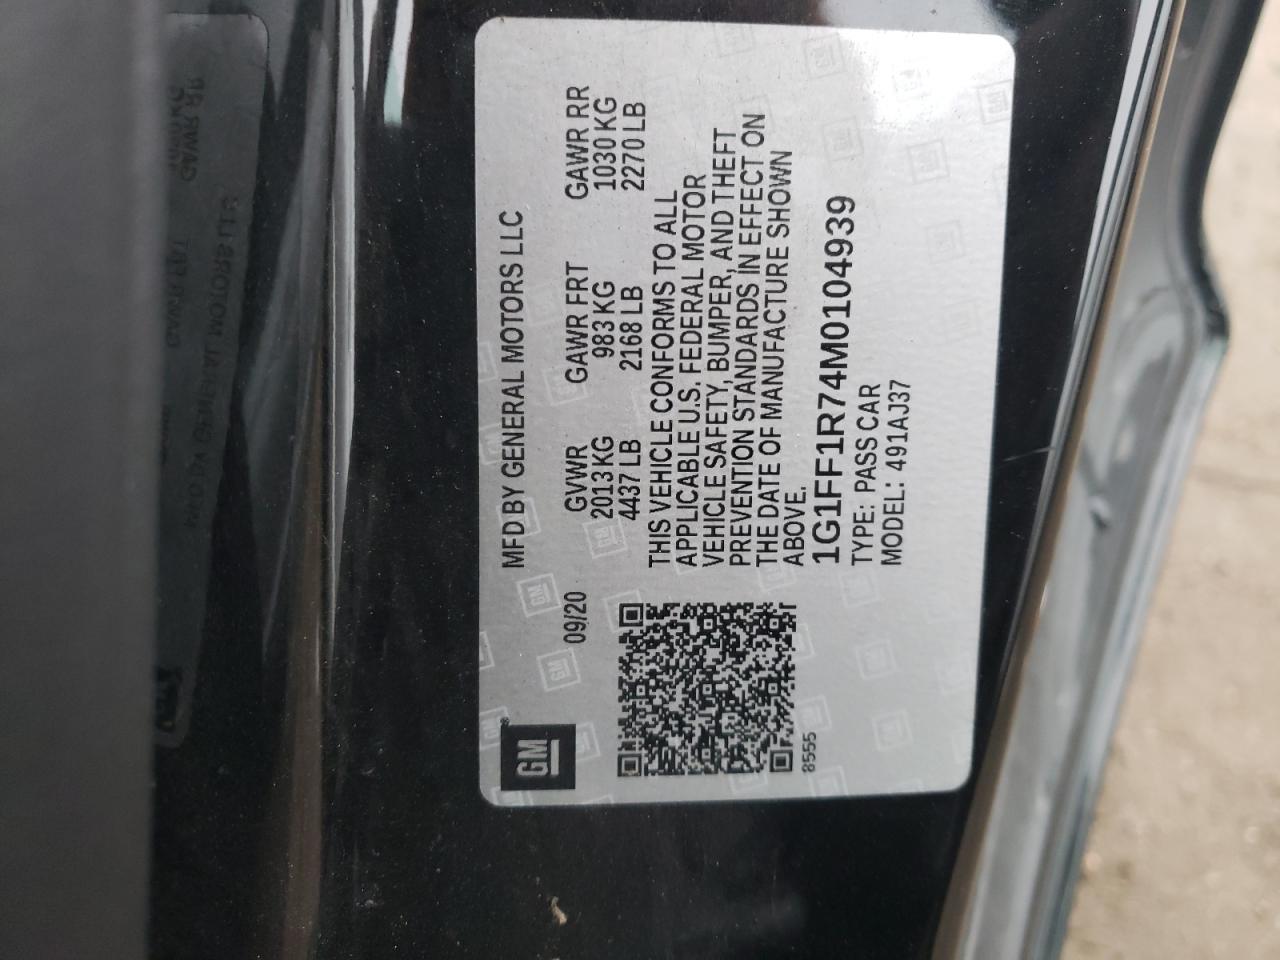 GM
MFD BY GENERAL MOTORS LLC
09/20
GVWR GAWR FRT GAWR RR
2013 KG 983 KG 1030 KG
4437 LB 2168 LB 2270 LB
THIS VEHICLE CONFORMS TO ALL
APPLICABLE U.S. FEDERAL MOTOR
VEHICLE SAFETY, BUMPER, AND THEFT
PREVENTION STANDARDS IN EFFECT ON
THE DATE OF MANUFACTURE SHOWN
ABOVE.
1G1FF1R74M0104939
TYPE: PASS CAR
MODEL: 491AJ37
8555